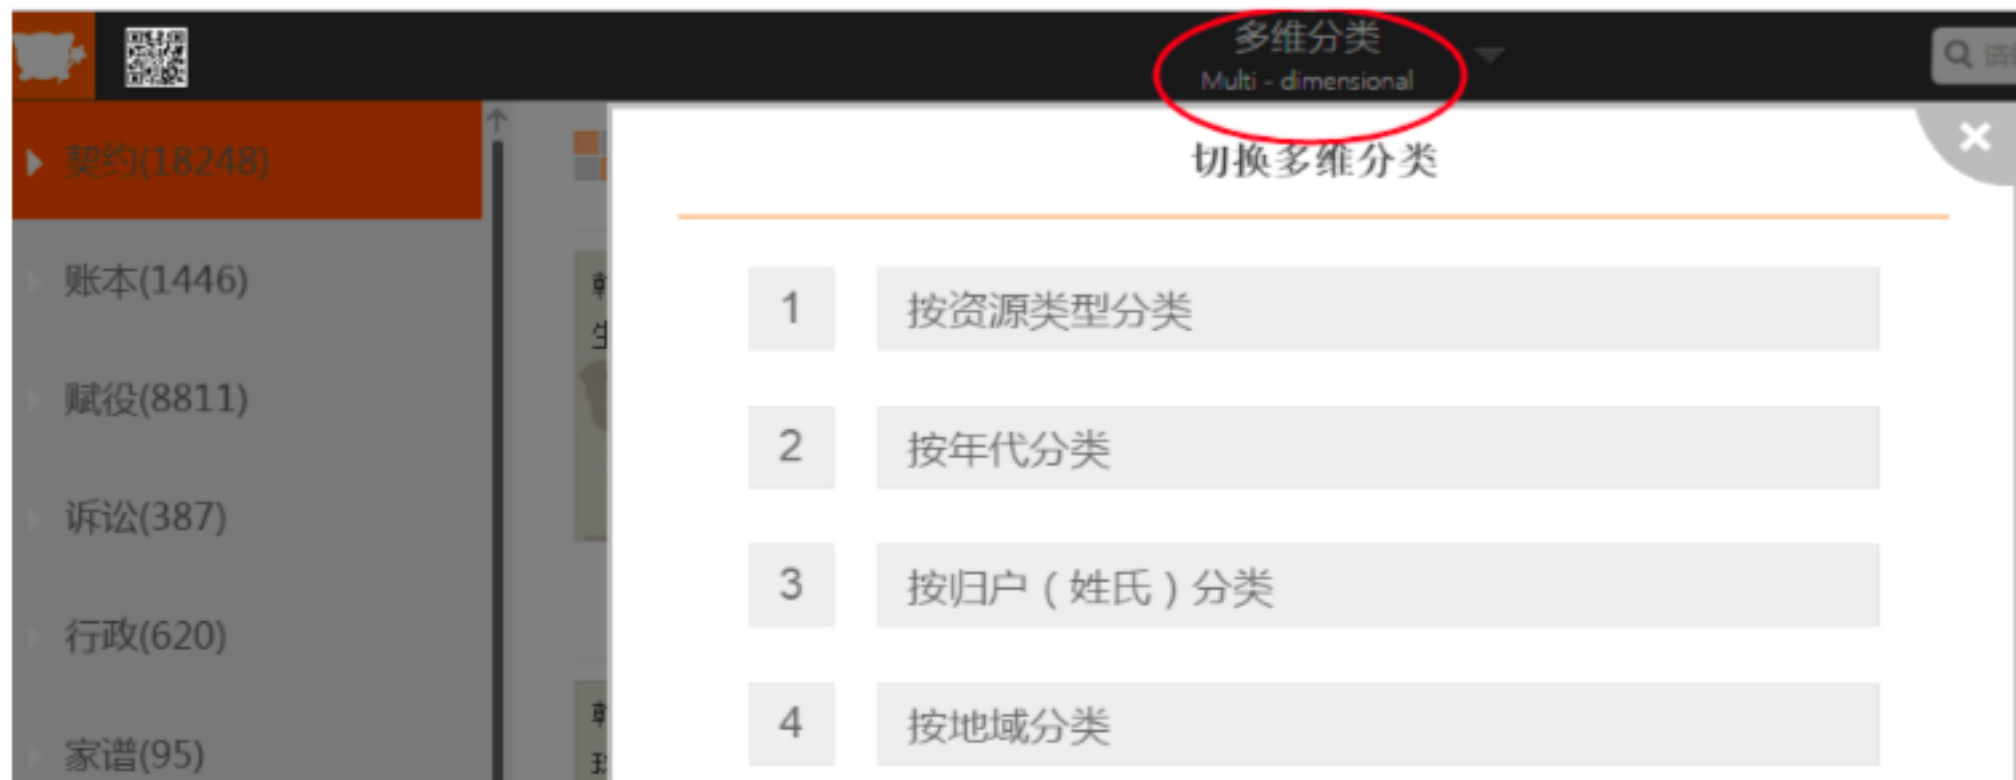 多维分类
Multi - dimensional
契约(18248)
账本(1446)
赋役(8811)
诉讼(387)
行政(620)
家谱(95)
切换多维分类
1 按资源类型分类
2 按年代分类
3 按归户（姓氏）分类
4 按地域分类